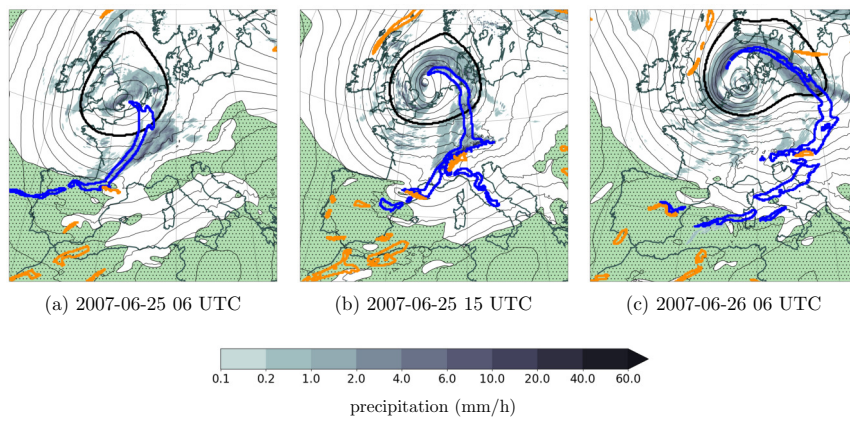 (a) 2007-06-25 06 UTC
(b) 2007-06-25 15 UTC
(c) 2007-06-26 06 UTC
0.1 0.2 1.0 2.0 4.0 6.0 10.0 20.0 40.0 60.0
precipitation (mm/h)